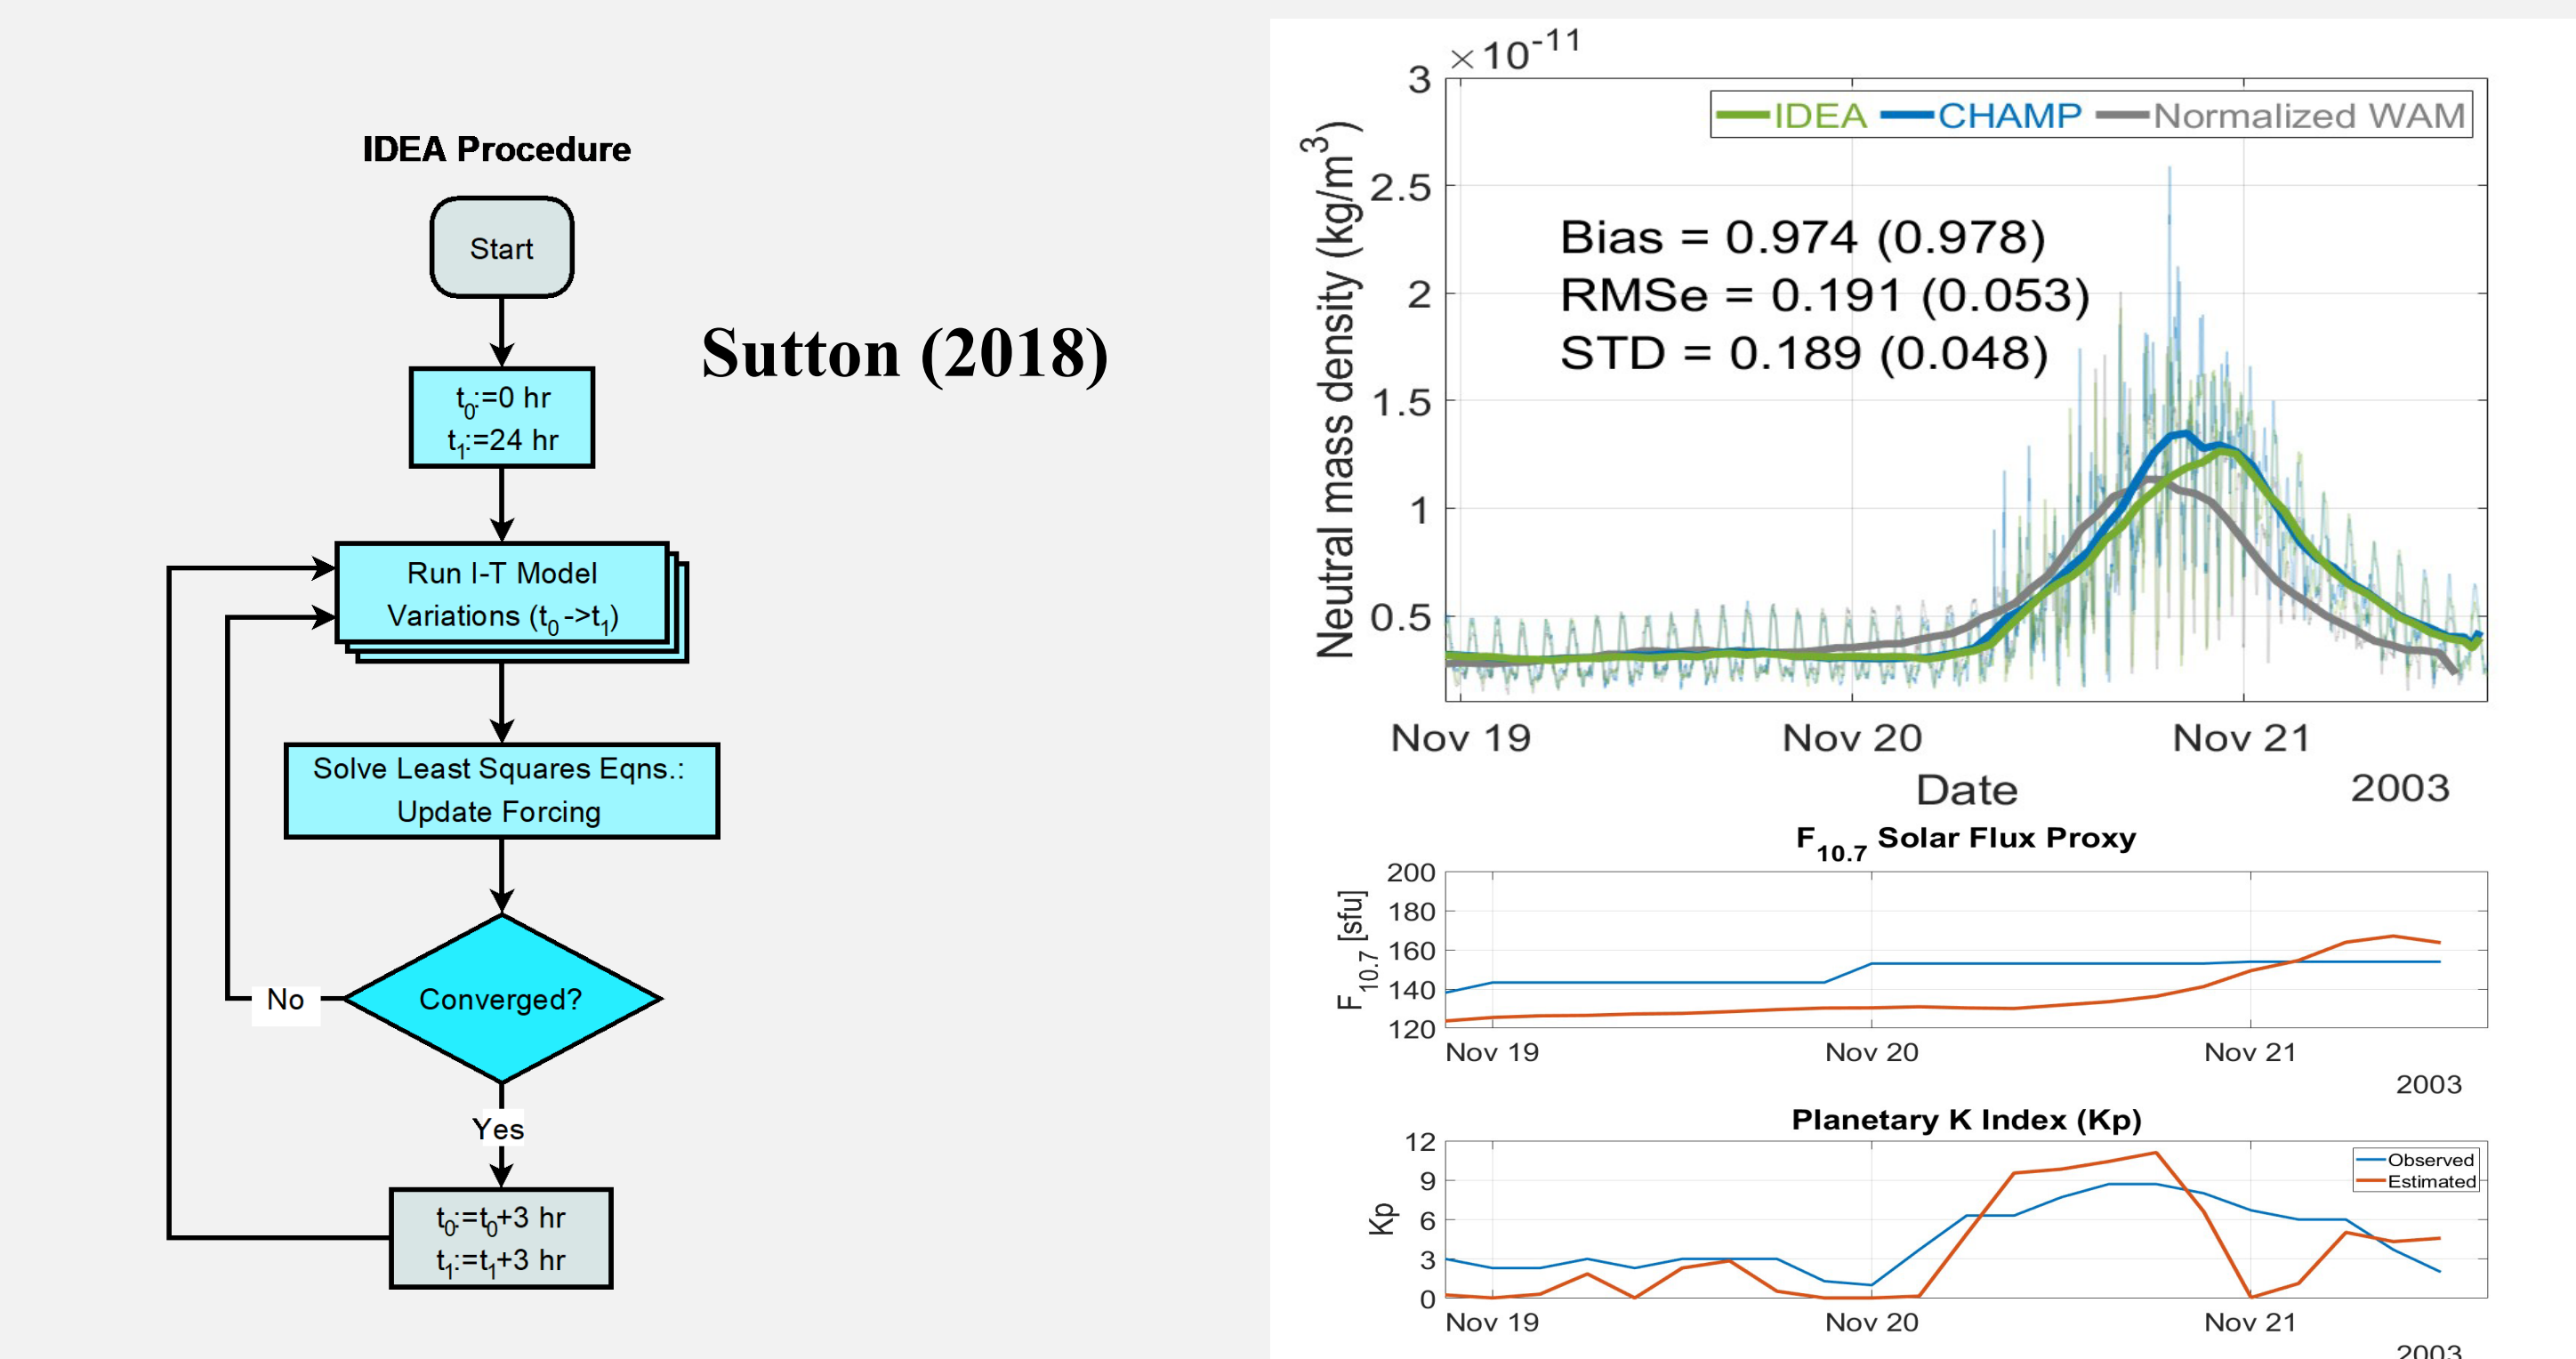 IDEA Procedure
Start
t0:=0 hr
t1:=24 hr
Run I-T Model
Variations (t0->t1)
Solve Least Squares Eqns.:
Update Forcing
Converged?
No
Yes
t0:=t0+3 hr
t1:=t1+3 hr
Sutton (2018)
×10-11
IDEA CHAMP Normalized WAM
Bias = 0.974 (0.978)
RMSe = 0.191 (0.053)
STD = 0.189 (0.048)
Neutral mass density (kg/m3)
3
2.5
2
1.5
1
0.5
Nov 19 Nov 20 Nov 21
Date
2003
F10.7 Solar Flux Proxy
F10.7 [sfu]
200
180
160
140
120
Nov 19 Nov 20 Nov 21
2003
Planetary K Index (Kp)
Kp
12
9
6
3
0
Observed
Estimated
Nov 19 Nov 20 Nov 21
2003